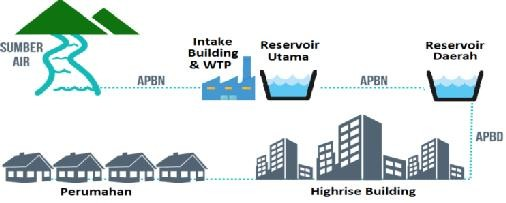 SUMBER
AIR
APBN
Intake
Building
& WTP
Reservoir
Utama
APBN
Reservoir
Daerah
APBD
Perumahan
Highrise Building